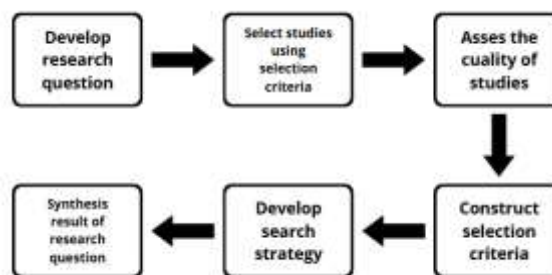 Develop
research
question
Select studies
using
selection
criteria
Asses the
cuality of
studies
Construct
selection
criteria
Develop
search
strategy
Synthesis
result of
research
question